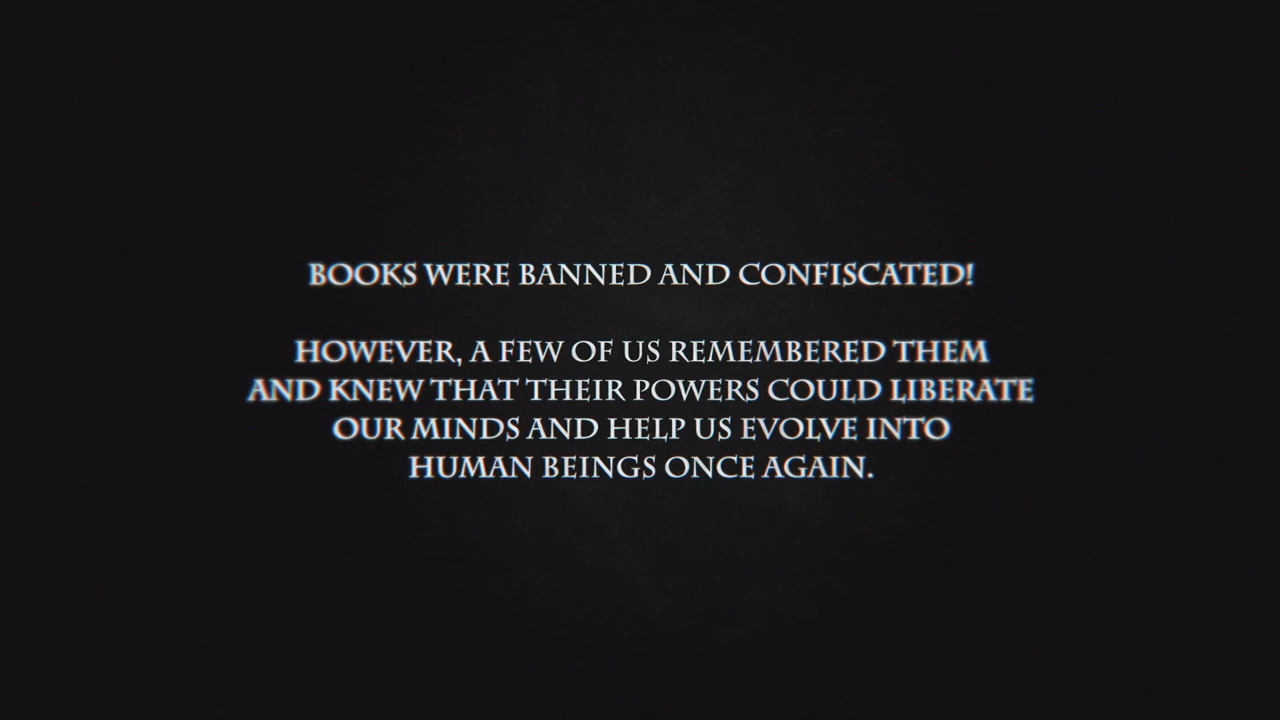 BOOKS WERE BANNED AND CONFISCATED!
HOWEVER, A FEW OF US REMEMBERED THEM
AND KNEW THAT THEIR POWERS COULD LIBERATE
OUR MINDS AND HELP US EVOLVE INTO
HUMAN BEINGS ONCE AGAIN.